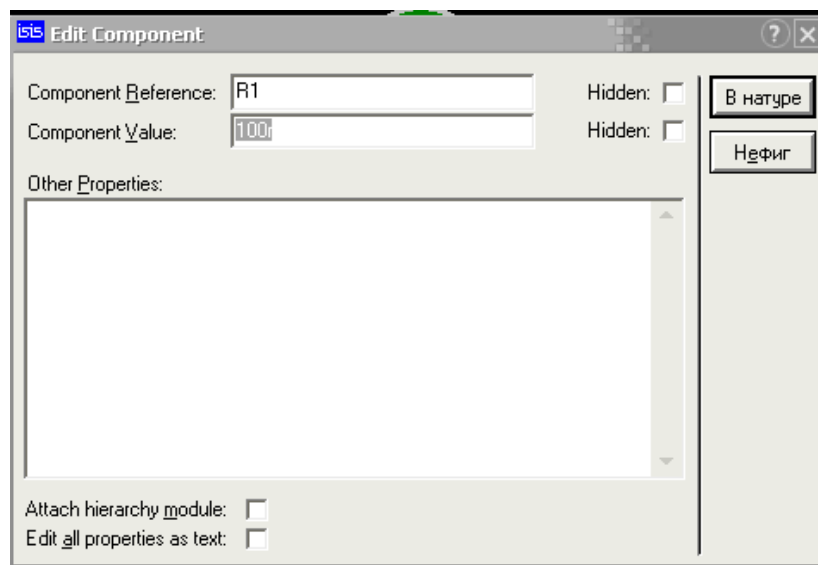 isis Edit Component
Component Reference: R1 Hidden:
В натуре
Component Value: 100r Hidden:
Нефиг
Other Properties:
Attach hierarchy module:
Edit all properties as text: